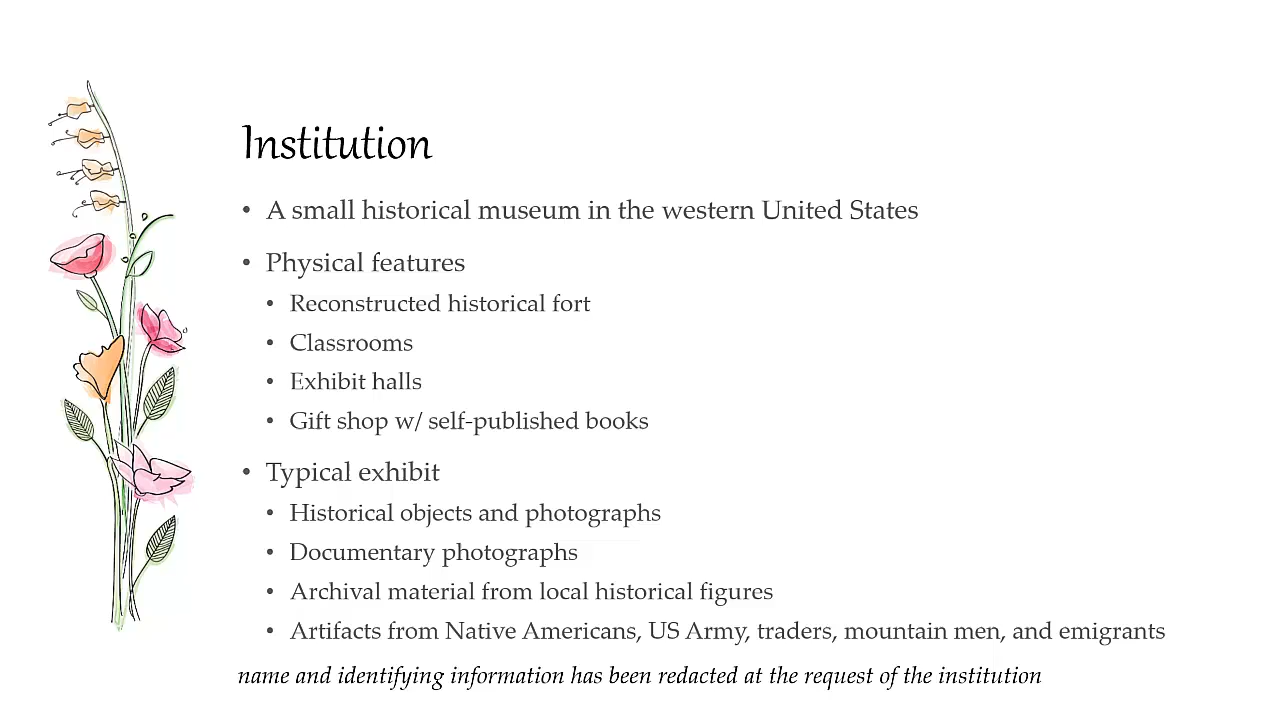 Institution
• A small historical museum in the western United States
• Physical features
• Reconstructed historical fort
• Classrooms
• Exhibit halls
• Gift shop w/ self-published books
• Typical exhibit
• Historical objects and photographs
• Documentary photographs
• Archival material from local historical figures
• Artifacts from Native Americans, US Army, traders, mountain men, and emigrants
name and identifying information has been redacted at the request of the institution